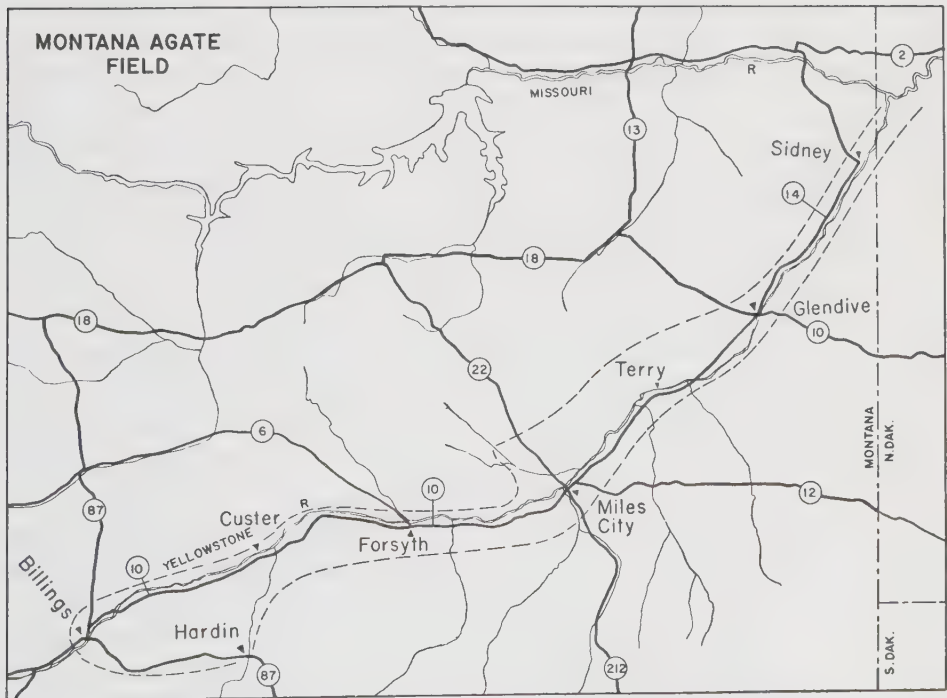 MONTANA AGATE
FIELD
2
MISSOURI
R
13
Sidney
14
18
18
Glendive
10
22
Terry
6
MONTANA
N.DAK.
10
12
87
Custer
R
Miles
City
YELLOWSTONE
Forsyth
10
Billings
Hardin
87
212
S.DAK.